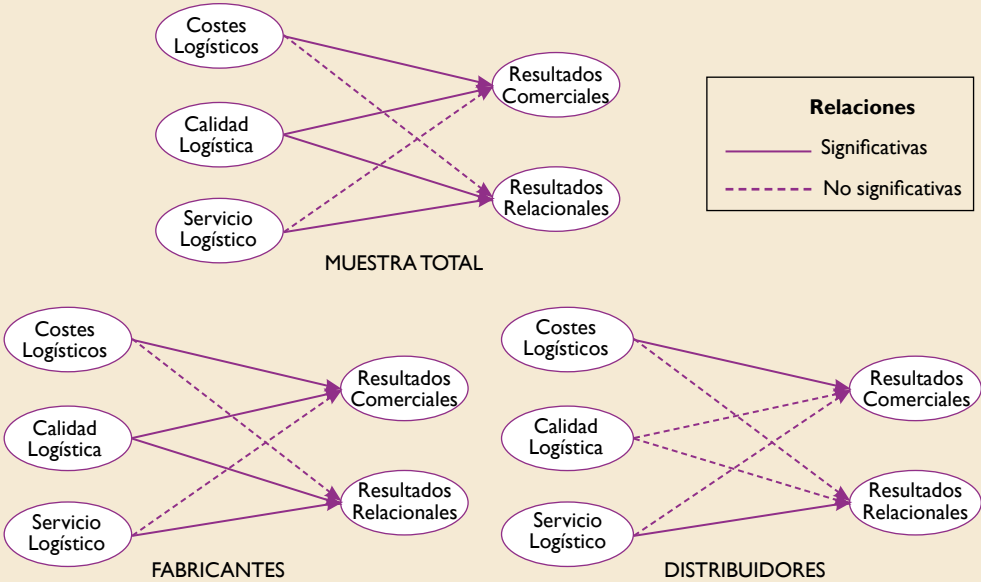 Costes
Logísticos
Calidad
Logística
Servicio
Logístico
Resultados
Comerciales
Resultados
Relacionales
MUESTRA TOTAL
Relaciones
Significativas
No significativas
Costes
Logísticos
Calidad
Logística
Servicio
Logístico
Resultados
Comerciales
Resultados
Relacionales
FABRICANTES
Costes
Logísticos
Calidad
Logística
Servicio
Logístico
Resultados
Comerciales
Resultados
Relacionales
DISTRIBUIDORES